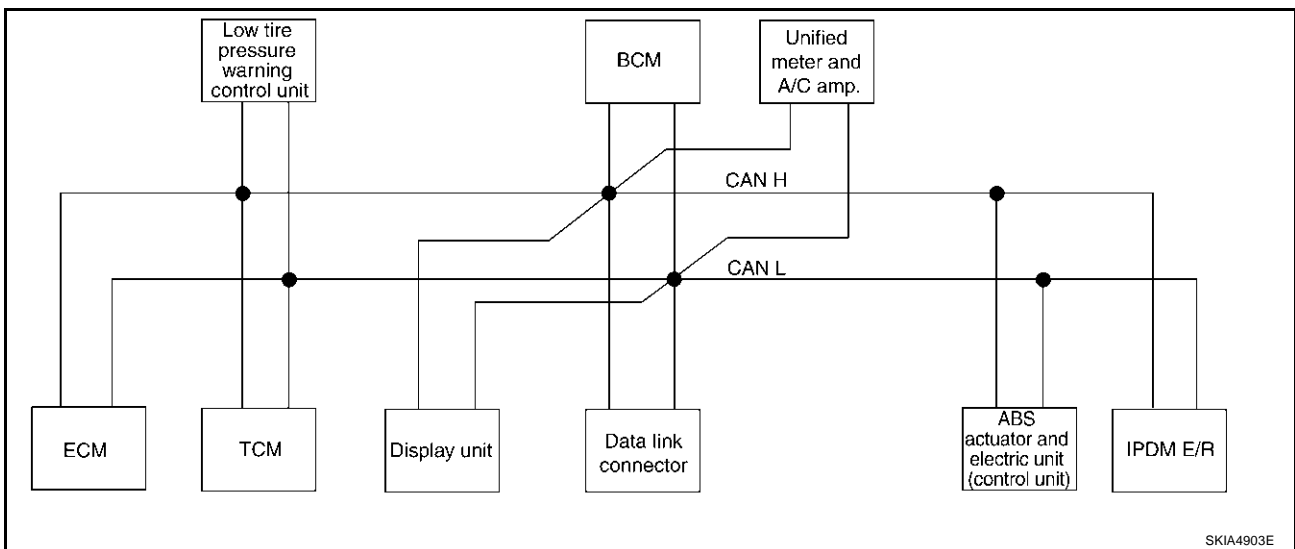 Low tire
pressure
warning
control unit
BCM
Unified
meter and
A/C amp.
CAN H
CAN L
ECM
TCM
Display unit
Data link
connector
ABS
actuator and
electric unit
(control unit)
IPDM E/R
SKIA4903E